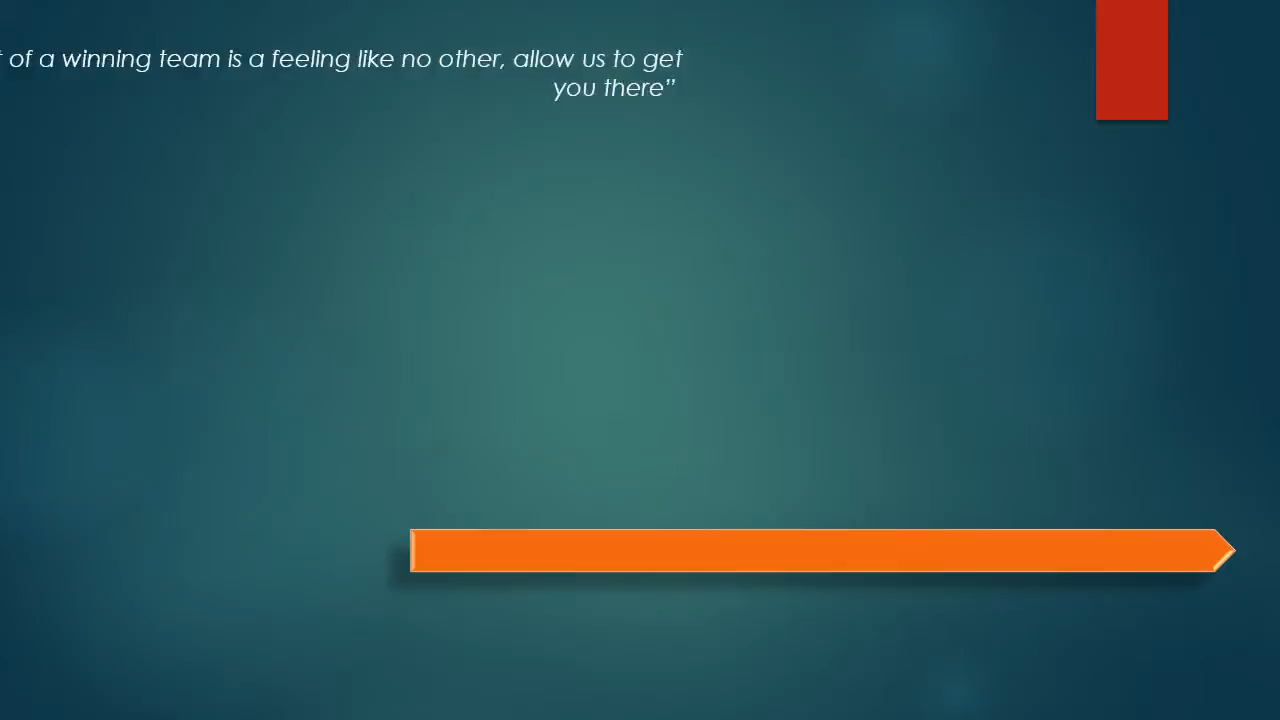 of a winning team is a feeling like no other, allow us to get
you there”